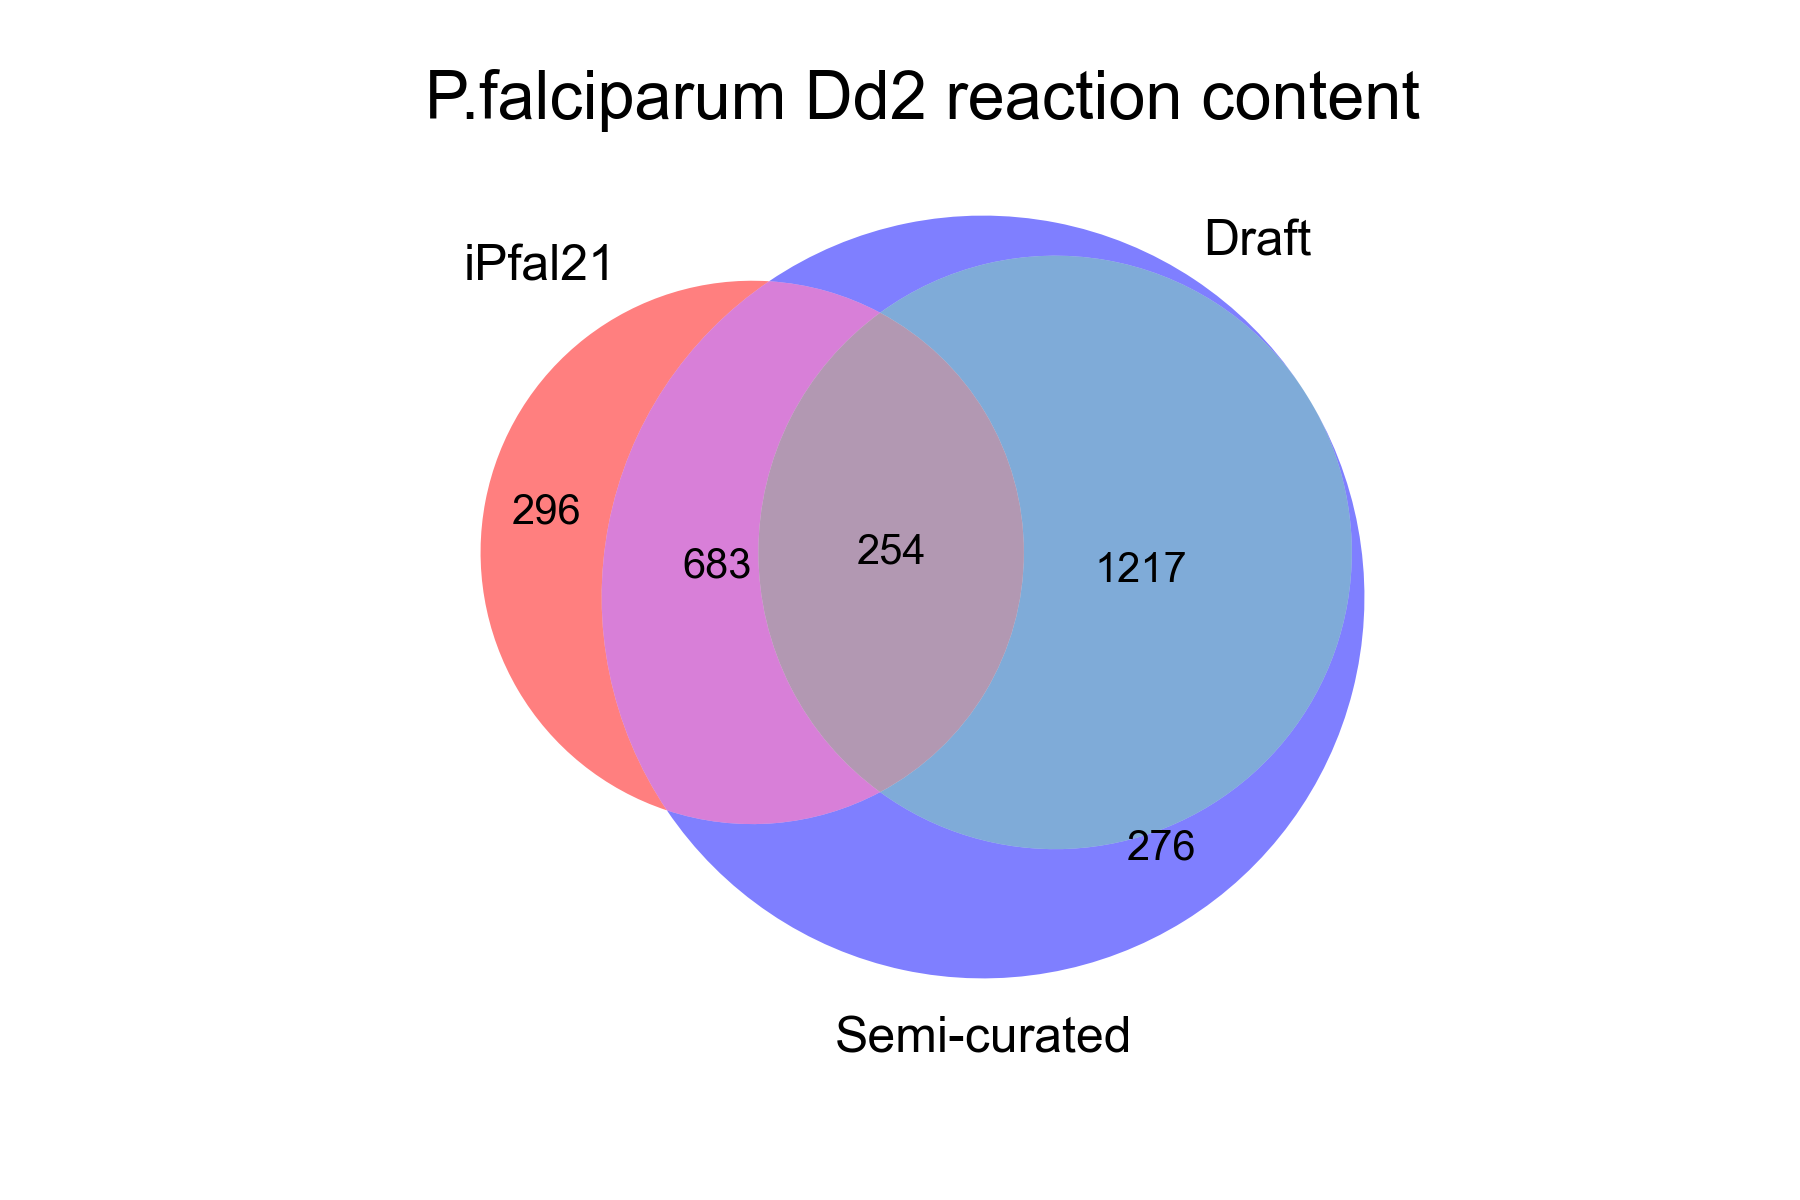 P.falciparum Dd2 reaction content
iPfal21
Draft
296
683
254
1217
276
Semi-curated